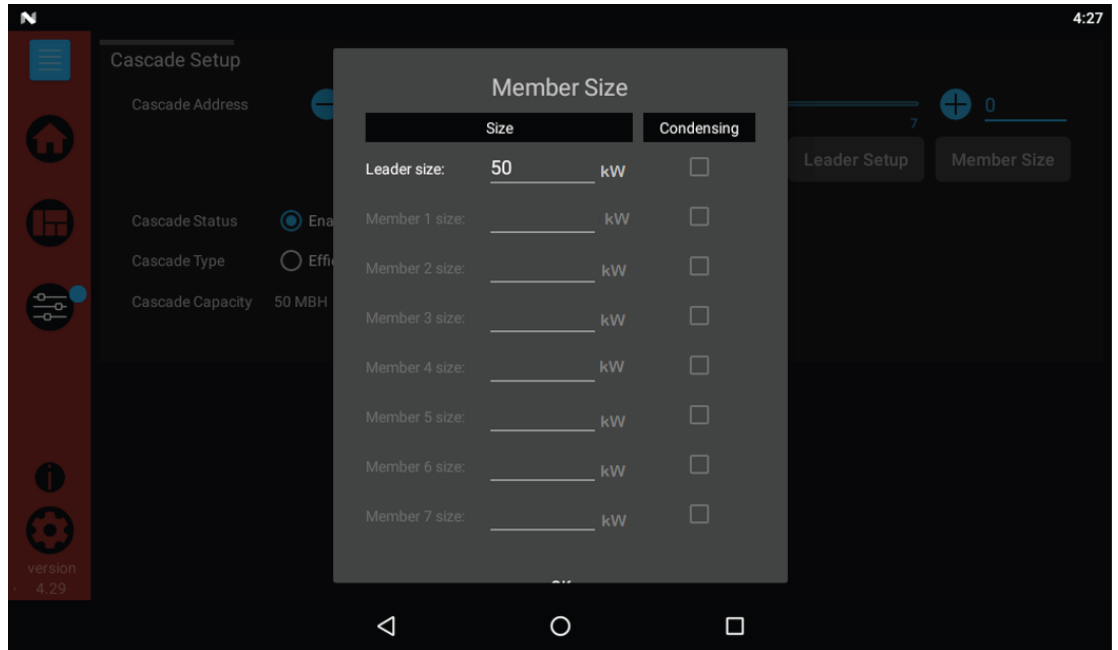 4:27
Cascade Setup
Cascade Address
7
0
Leader Setup
Member Size
Cascade Status
Ena
Cascade Type
Effi
Cascade Capacity 50 MBH
Member Size
Size Condensing
Leader size: 50 kW
Member 1 size: kW
Member 2 size: kW
Member 3 size: kW
Member 4 size: kW
Member 5 size: kW
Member 6 size: kW
Member 7 size: kW
version
4.29